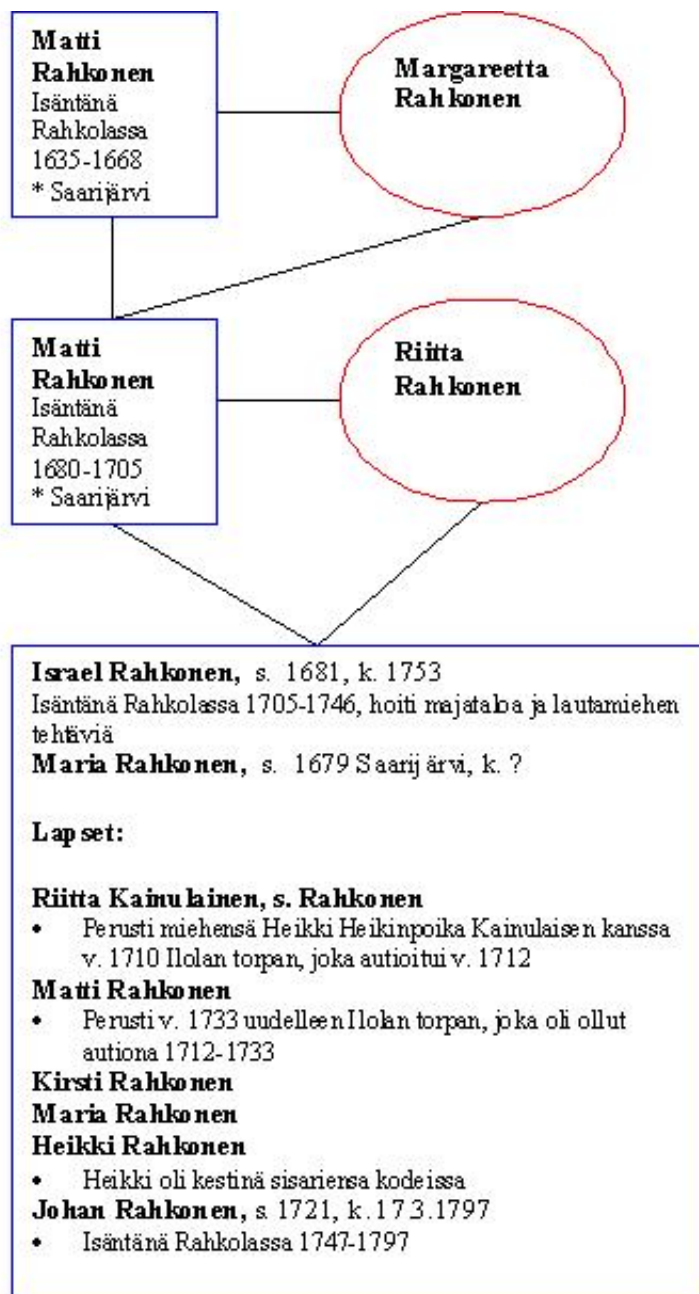 Matti
Rahkonen
Isäntänä
Rahkolassa
1635-1668
* Saarijärvi
Margareetta
Rahkonen
Matti
Rahkonen
Isäntänä
Rahkolassa
1680-1705
* Saarijärvi
Riitta
Rahkonen
Israel Rahkonen, s. 1681, k. 1753
Isäntänä Rahkolassa 1705-1746, hoiti majataloa ja lautamiehen
tehtäviä
Maria Rahkonen, s. 1679 Saarijärvi, k. ?
Lapset:
Riitta Kainulainen, s. Rahkonen
• Perusti miehensä Heikki Heikinpoika Kainulaisen kanssa
v. 1710 Ilolan torpan, joka autioitui v. 1712
Matti Rahkonen
• Perusti v. 1733 uudelleen Ilolan torpan, joka oli ollut
autiona 1712-1733
Kirsti Rahkonen
Maria Rahkonen
Heikki Rahkonen
• Heikki oli kestinä sisariensa kodeissa
Johan Rahkonen, s. 1721, k. 17.3.1797
• Isäntänä Rahkolassa 1747-1797